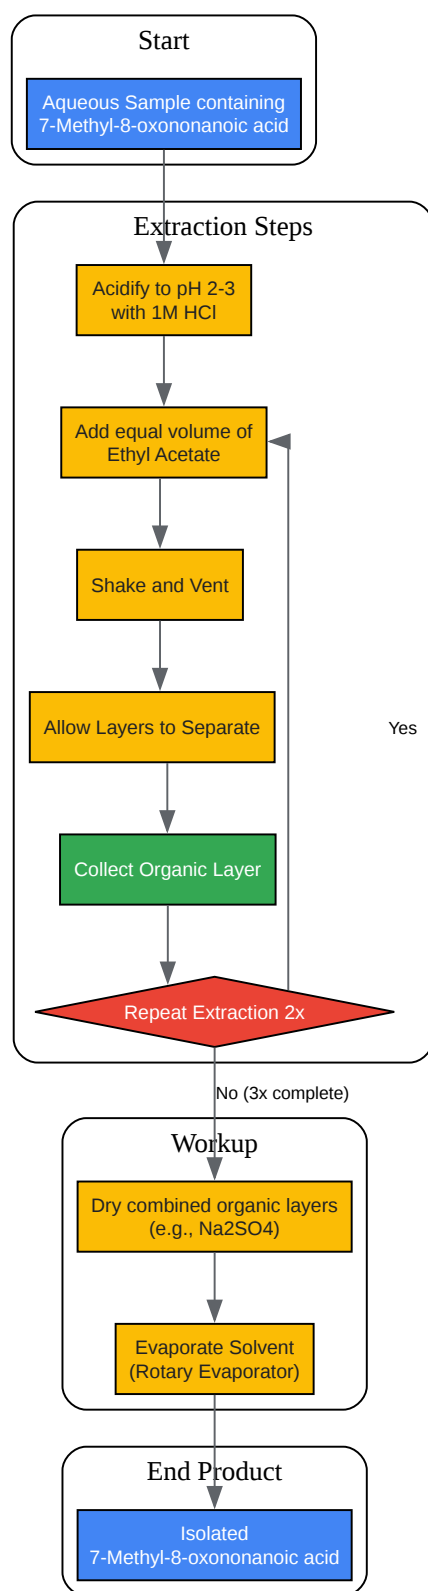 Start
Aqueous Sample containing
7-Methyl-8-oxononanoic acid
Extraction Steps
Acidify to pH 2-3
with 1M HCl
Add equal volume of
Ethyl Acetate
Shake and Vent
Allow Layers to Separate
Yes
Collect Organic Layer
Repeat Extraction 2x
No (3x complete)
Workup
Dry combined organic layers
(e.g., Na2SO4)
Evaporate Solvent
(Rotary Evaporator)
End Product
Isolated
7-Methyl-8-oxononanoic acid